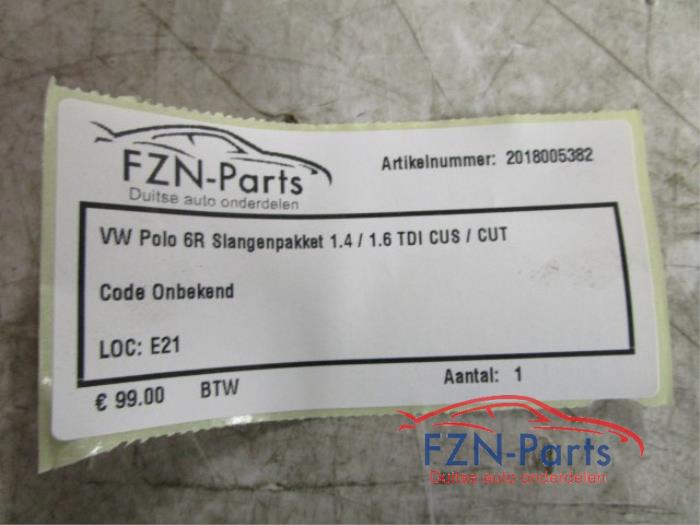 FZN-Parts
Duitse auto onderdelen
Artikelnummer: 2018005382
VW Polo 6R Slangenpakket 1.4 / 1.6 TDI CUS / CUT
Code Onbekend
LOC: E21
€ 99.00 BTW
Aantal: 1
FZN-Parts
Duitse auto onderdelen